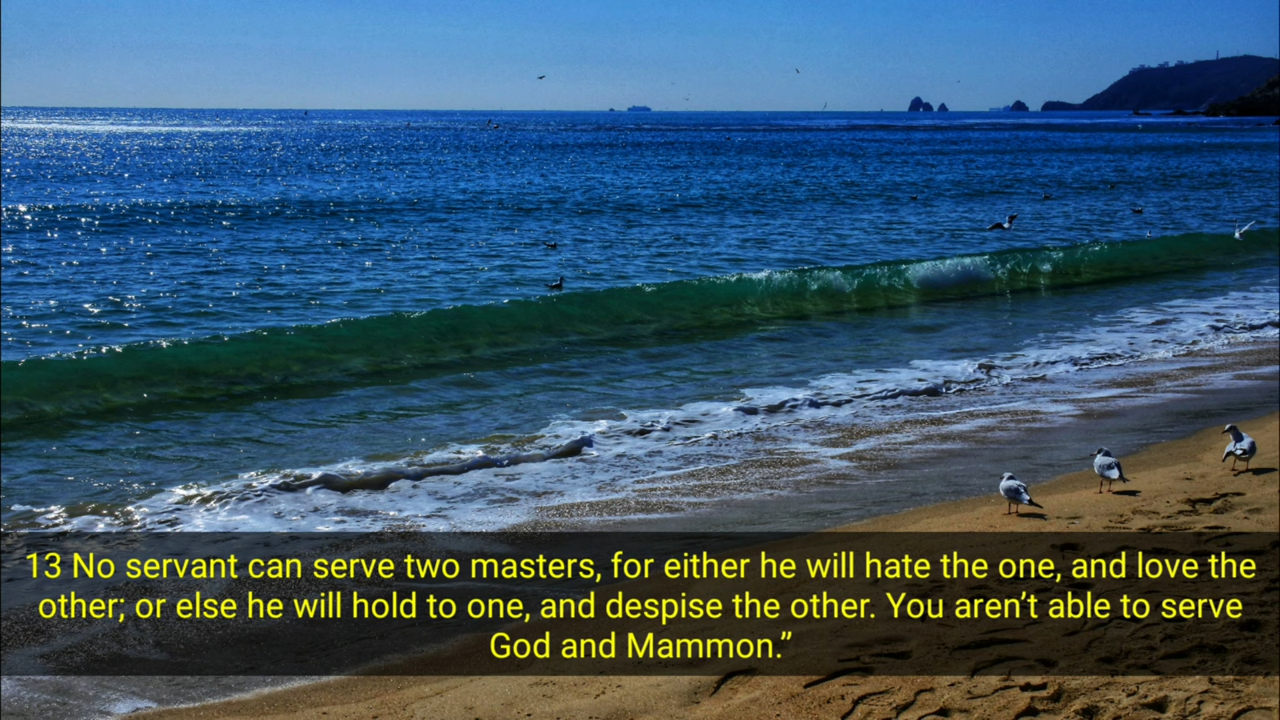 13 No servant can serve two masters, for either he will hate the one, and love the
other; or else he will hold to one, and despise the other. You aren’t able to serve
God and Mammon.”